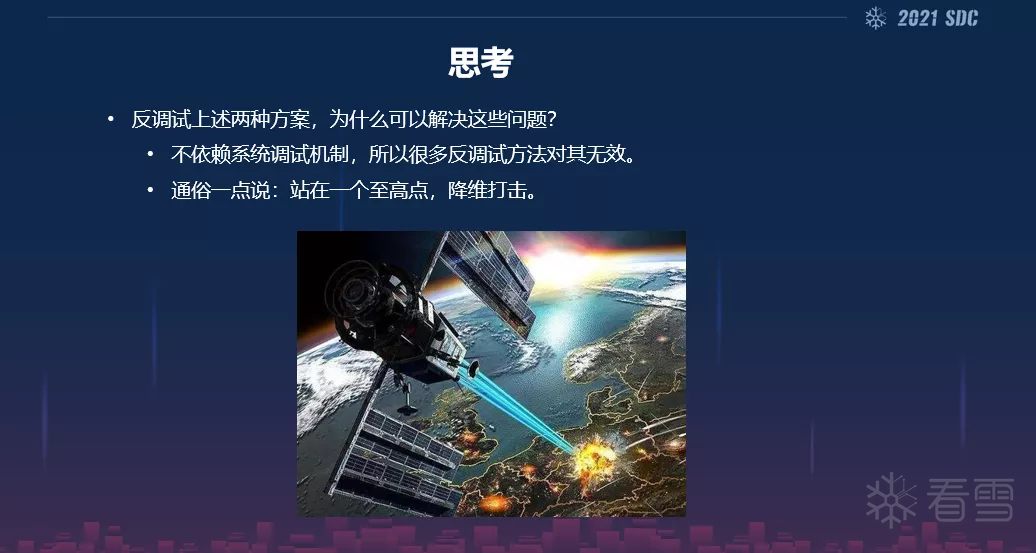 2021 SDC
思考
• 反调试上述两种方案，为什么可以解决这些问题？
• 不依赖系统调试机制，所以很多反调试方法对其无效。
• 通俗一点说：站在一个至高点，降维打击。
看雪